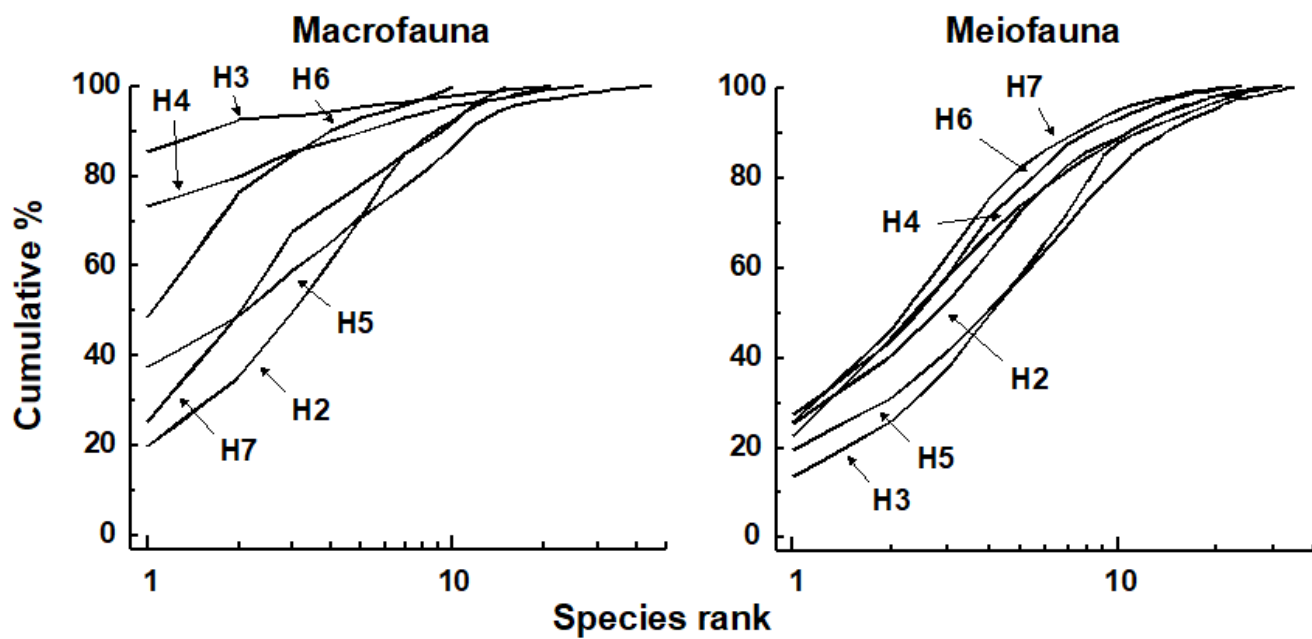 Macrofauna
Meiofauna
Cumulative %
100
80
60
40
20
0
H3
H6
H4
H5
H2
H7
1
10
100
80
60
40
20
0
H7
H6
H4
H2
H5
H3
1
10
Species rank